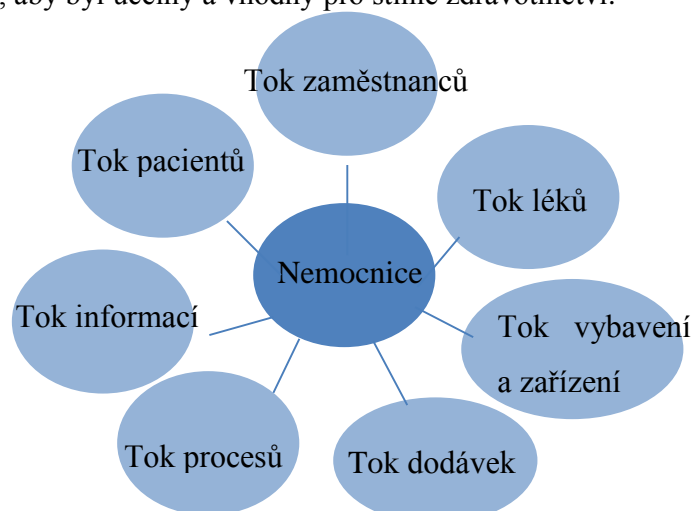 , aby byl účelný a vhodný pro štíhlé zdravotnictví.
Tok zaměstnanců
Tok pacientů
Tok léků
Nemocnice
Tok informací
Tok vybavení
a zařízení
Tok procesů
Tok dodávek